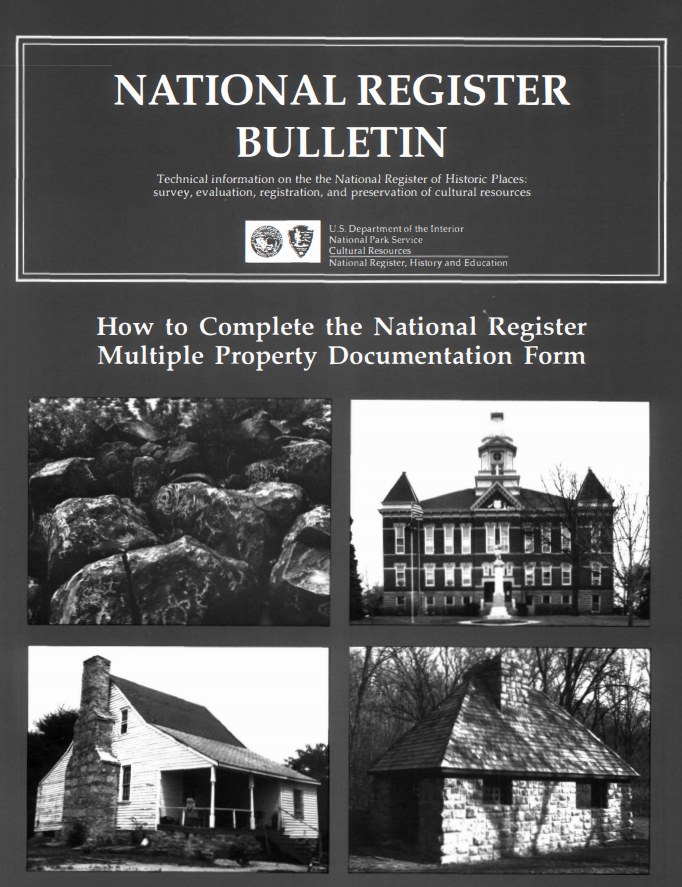 NATIONAL REGISTER
BULLETIN
Technical information on the the National Register of Historic Places:
survey, evaluation, registration, and preservation of cultural resources
U.S. Department of the Interior
National Park Service
Cultural Resources
National Register, History and Education
How to Complete the National Register
Multiple Property Documentation Form